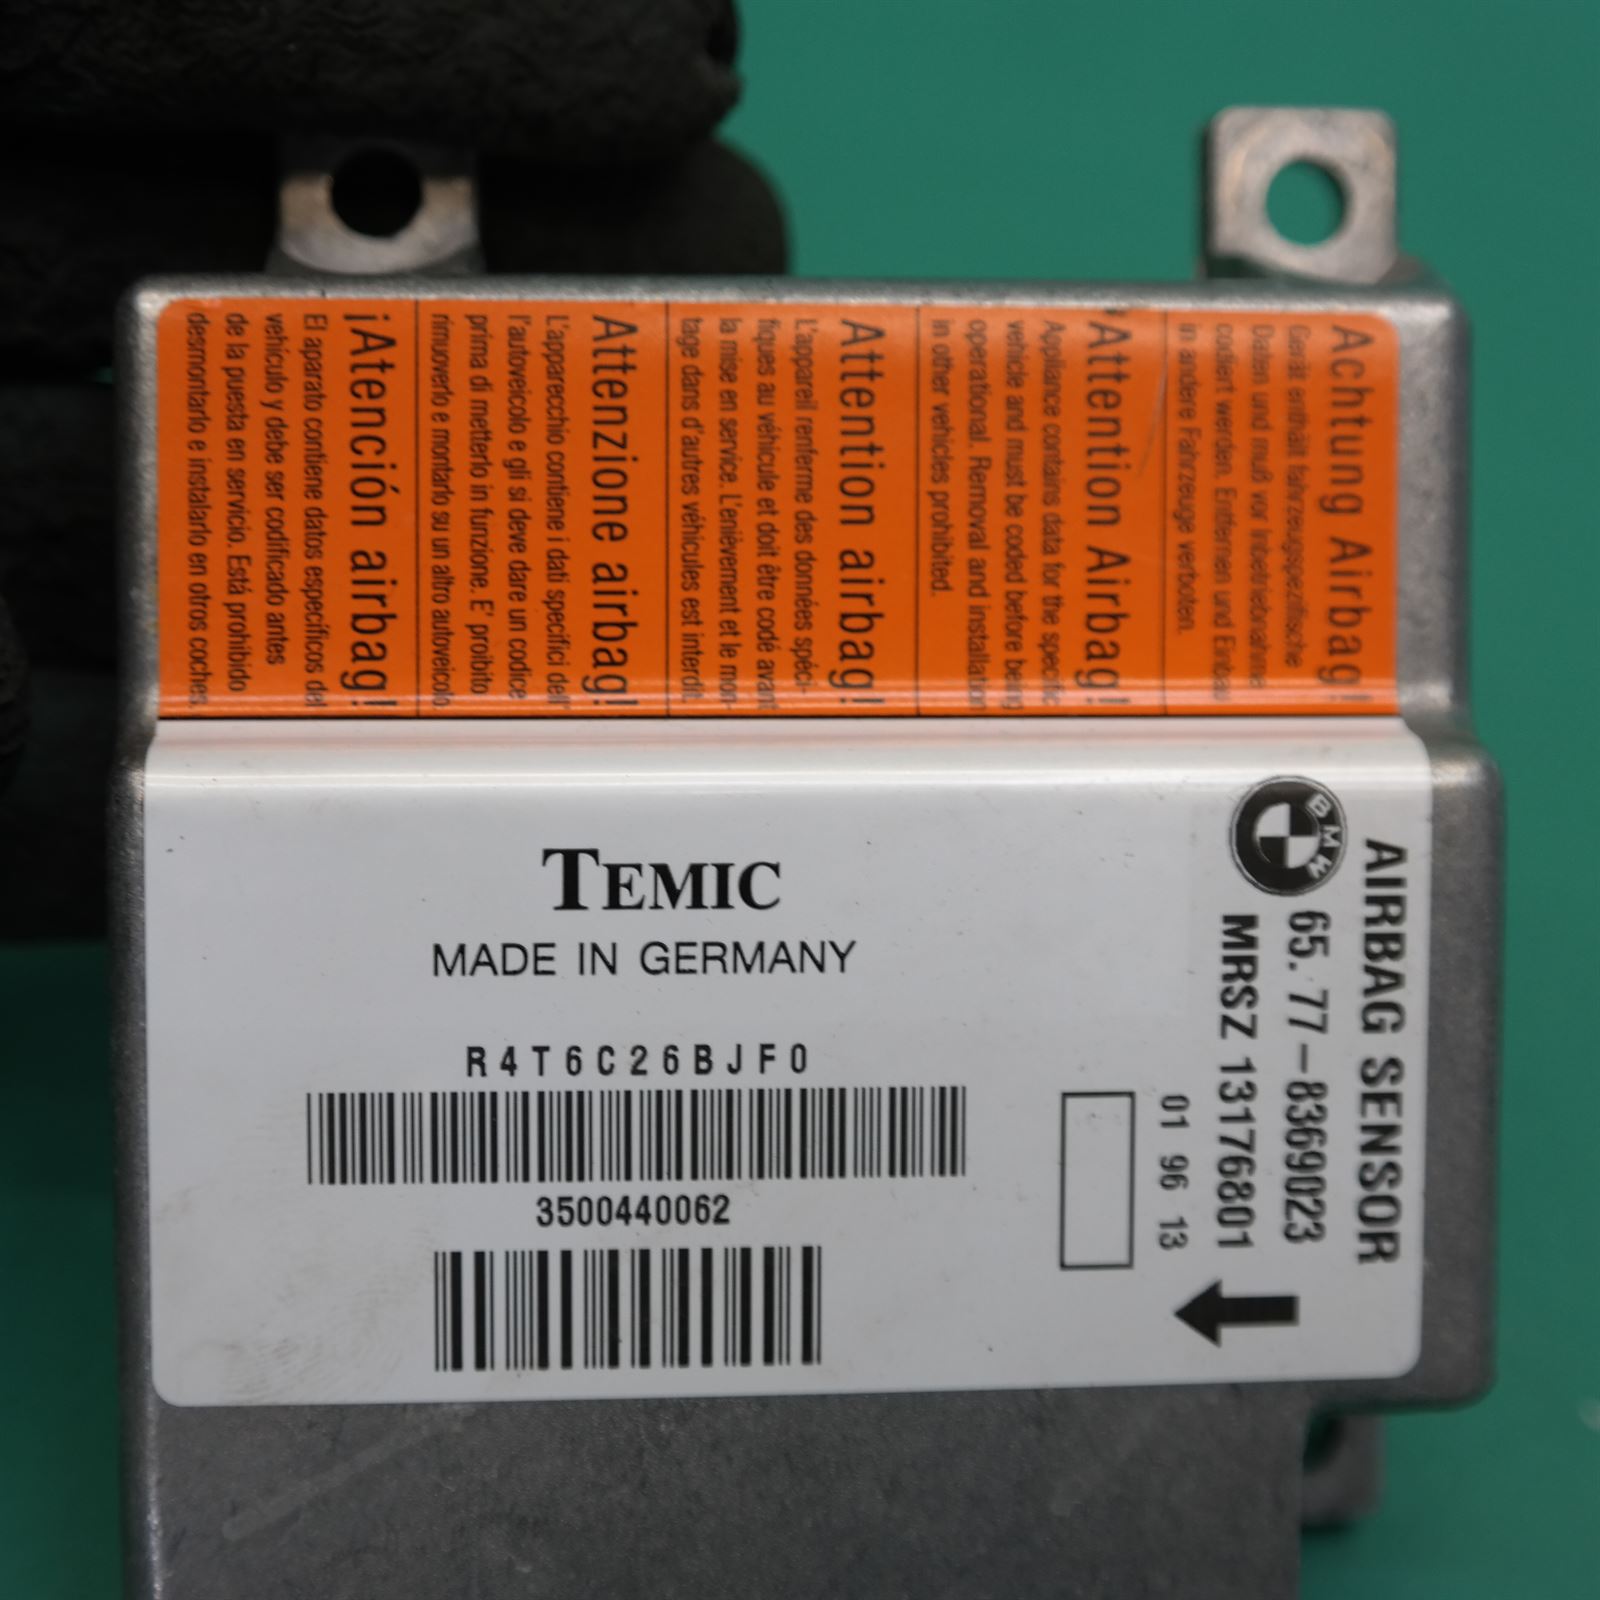 Achtung Airbag!
Gerät enthält fahrzeugspezifische
Daten und muß vor Inbetriebnahme
codiert werden. Entfernen und Einbau
in andere Fahrzeuge verboten.
Attention Airbag!
Appliance contains data for the specific
vehicle and must be coded before being
operational. Removal and installation
in other vehicles prohibited.
Attention airbag!
L'appareil renferme des données spéci-
fiques au véhicule et doit être codé avant
la mise en service. L'enièvement et le mon-
tage dans d'autres véhicules est interdit.
Attenzione airbag!
L'apparecchio contiene i dati specifici dell'
l'autoveicolo e gli si deve dare un codice
prima di metterlo in funzione. E' proibito
rimuoverlo e montarlo su un altro autoveicolo.
¡Atención airbag!
El aparato contiene datos específicos del
vehículo y debe ser codificado antes
de la puesta en servicio. Está prohibido
desmontarlo e instalarlo en otros coches.
TEMIC
MADE IN GERMANY
R4T6C26BJF0
3500440062
AIRBAG SENSOR
BMW
65.77-8369023
MRSZ 13176801
01 96 13